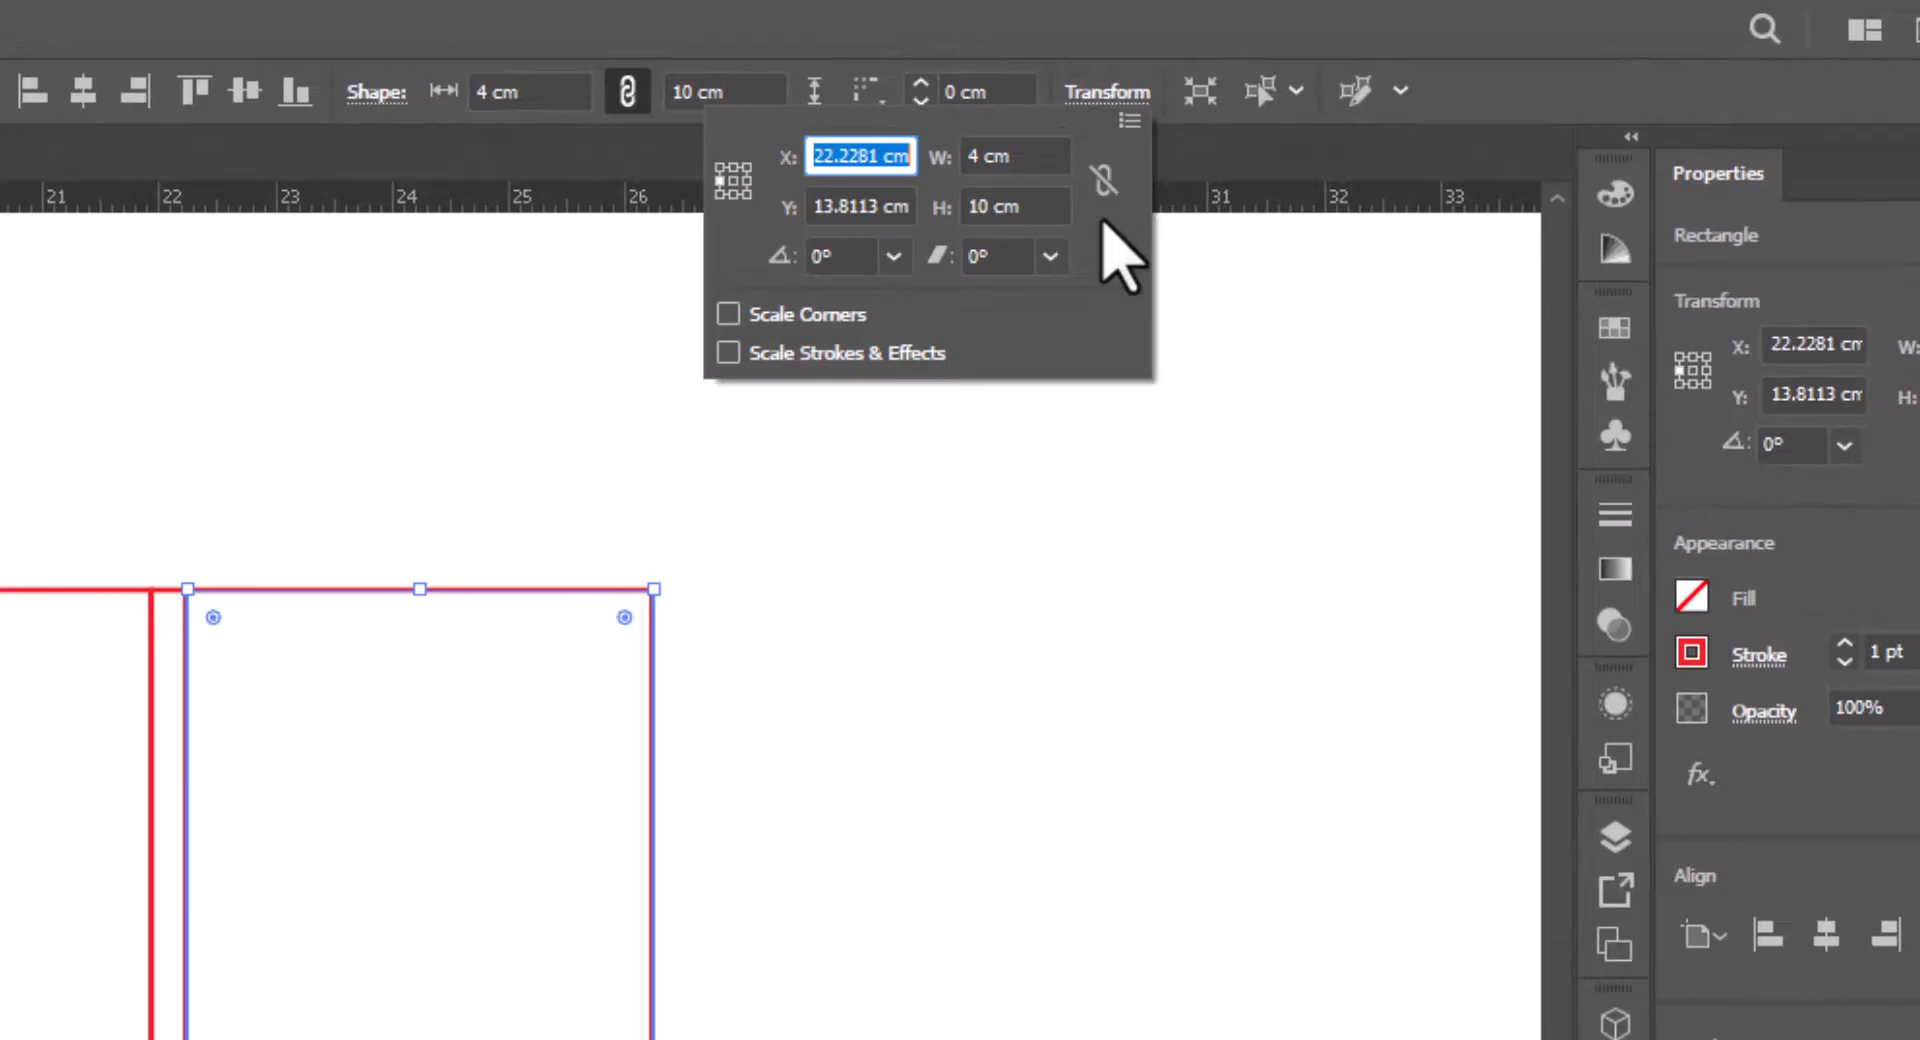 Shape: 4 cm 10 cm 0 cm Transform
X: 22.2281 cm W: 4 cm
Y: 13.8113 cm H: 10 cm
0° 0°
Scale Corners
Scale Strokes & Effects
21 22 23 24 25 26 31 32 33
Properties
Rectangle
Transform
X: 22.2281 cm W:
Y: 13.8113 cm H:
0°
Appearance
Fill
Stroke 1 pt
Opacity 100%
fx.
Align